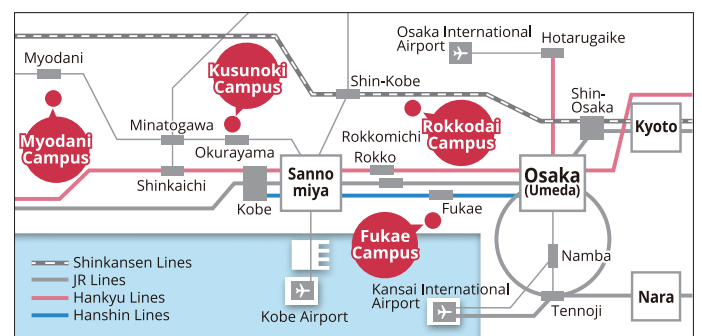 Osaka International
Airport
Hotarugaike
Myodani
Kusunoki
Campus
Shin-Kobe
Shin-
Osaka
Kyoto
Myodani
Campus
Minatogawa
Okurayama
Rokkomichi
Rokko
Rokkodai
Campus
Shinkaichi
Kobe
Sanno
miya
Osaka
(Umeda)
Fukae
Fukae
Campus
Namba
Shinkansen Lines
JR Lines
Hankyu Lines
Hanshin Lines
Kobe Airport
Kansai International
Airport
Tennoji
Nara